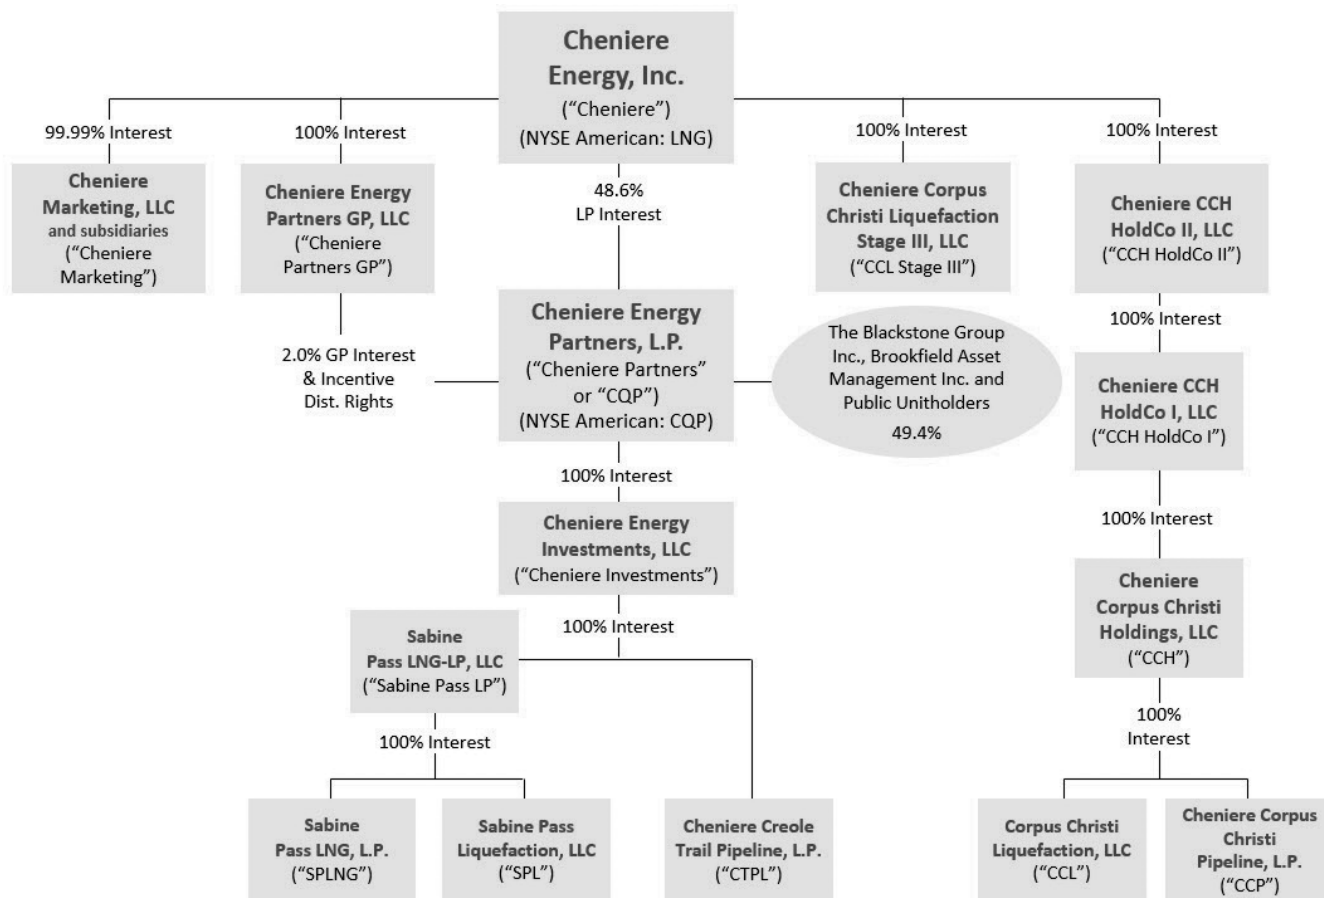 Cheniere
Energy, Inc.
(“Cheniere”)
(NYSE American: LNG)
99.99% Interest
100% Interest
100% Interest
100% Interest
Cheniere
Marketing, LLC
and subsidiaries
(“Cheniere
Marketing”)
Cheniere Energy
Partners GP, LLC
(“Cheniere
Partners GP”)
48.6%
LP Interest
Cheniere Corpus
Christi Liquefaction
Stage III, LLC
(“CCL Stage III”)
Cheniere CCH
HoldCo II, LLC
(“CCH HoldCo II”)
2.0% GP Interest
& Incentive
Dist. Rights
Cheniere Energy
Partners, L.P.
(“Cheniere Partners”
or “CQP”)
(NYSE American: CQP)
The Blackstone Group
Inc., Brookfield Asset
Management Inc. and
Public Unitholders
49.4%
100% Interest
Cheniere CCH
HoldCo I, LLC
(“CCH HoldCo I”)
100% Interest
Cheniere Energy
Investments, LLC
(“Cheniere Investments”)
100% Interest
100% Interest
Cheniere
Corpus Christi
Holdings, LLC
(“CCH”)
Sabine
Pass LNG-LP, LLC
(“Sabine Pass LP”)
100% Interest
100%
Interest
Sabine
Pass LNG, L.P.
(“SPLNG”)
Sabine Pass
Liquefaction, LLC
(“SPL”)
Cheniere Creole
Trail Pipeline, L.P.
(“CTPL”)
Corpus Christi
Liquefaction, LLC
(“CCL”)
Cheniere Corpus
Christi
Pipeline, L.P.
(“CCP”)